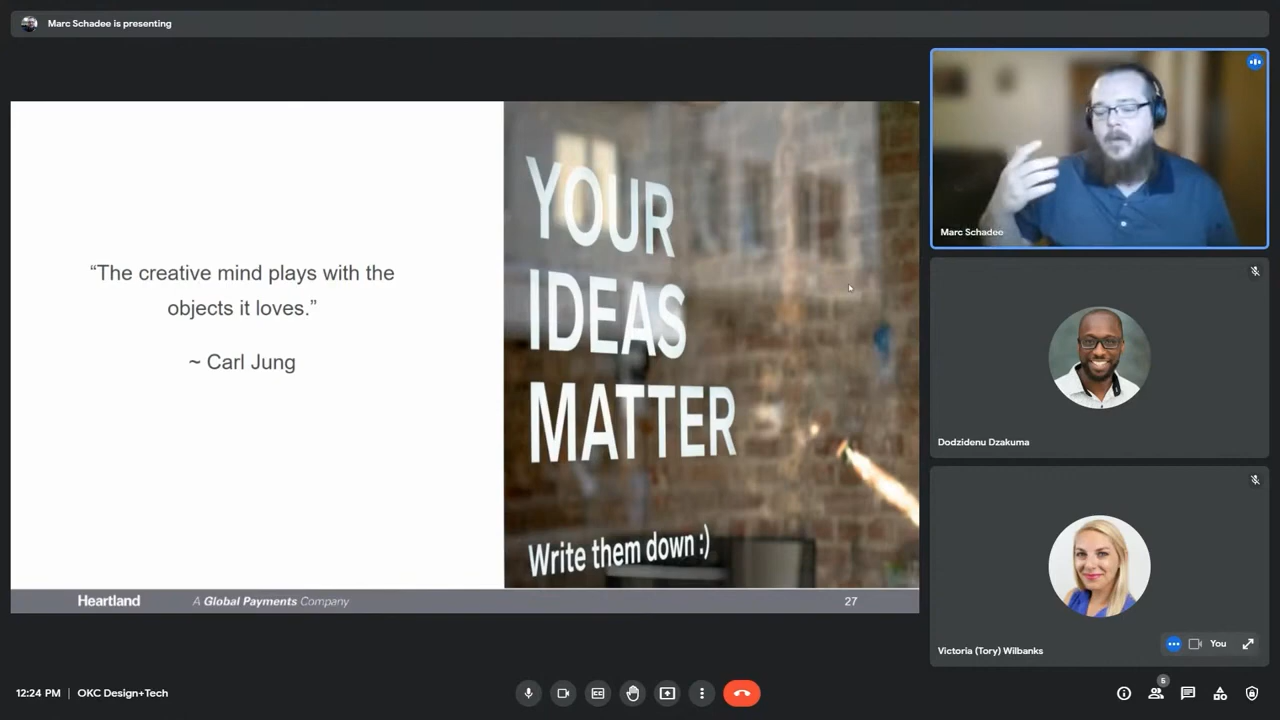 Marc Schadee is presenting
“The creative mind plays with the
objects it loves.”
~ Carl Jung
YOUR
IDEAS
MATTER
Write them down :)
Heartland
A Global Payments Company
27
Marc Schadee
Dodzidenu Dzakuma
Victoria (Tory) Wilbanks
You
12:24 PM | OKC Design+Tech
5